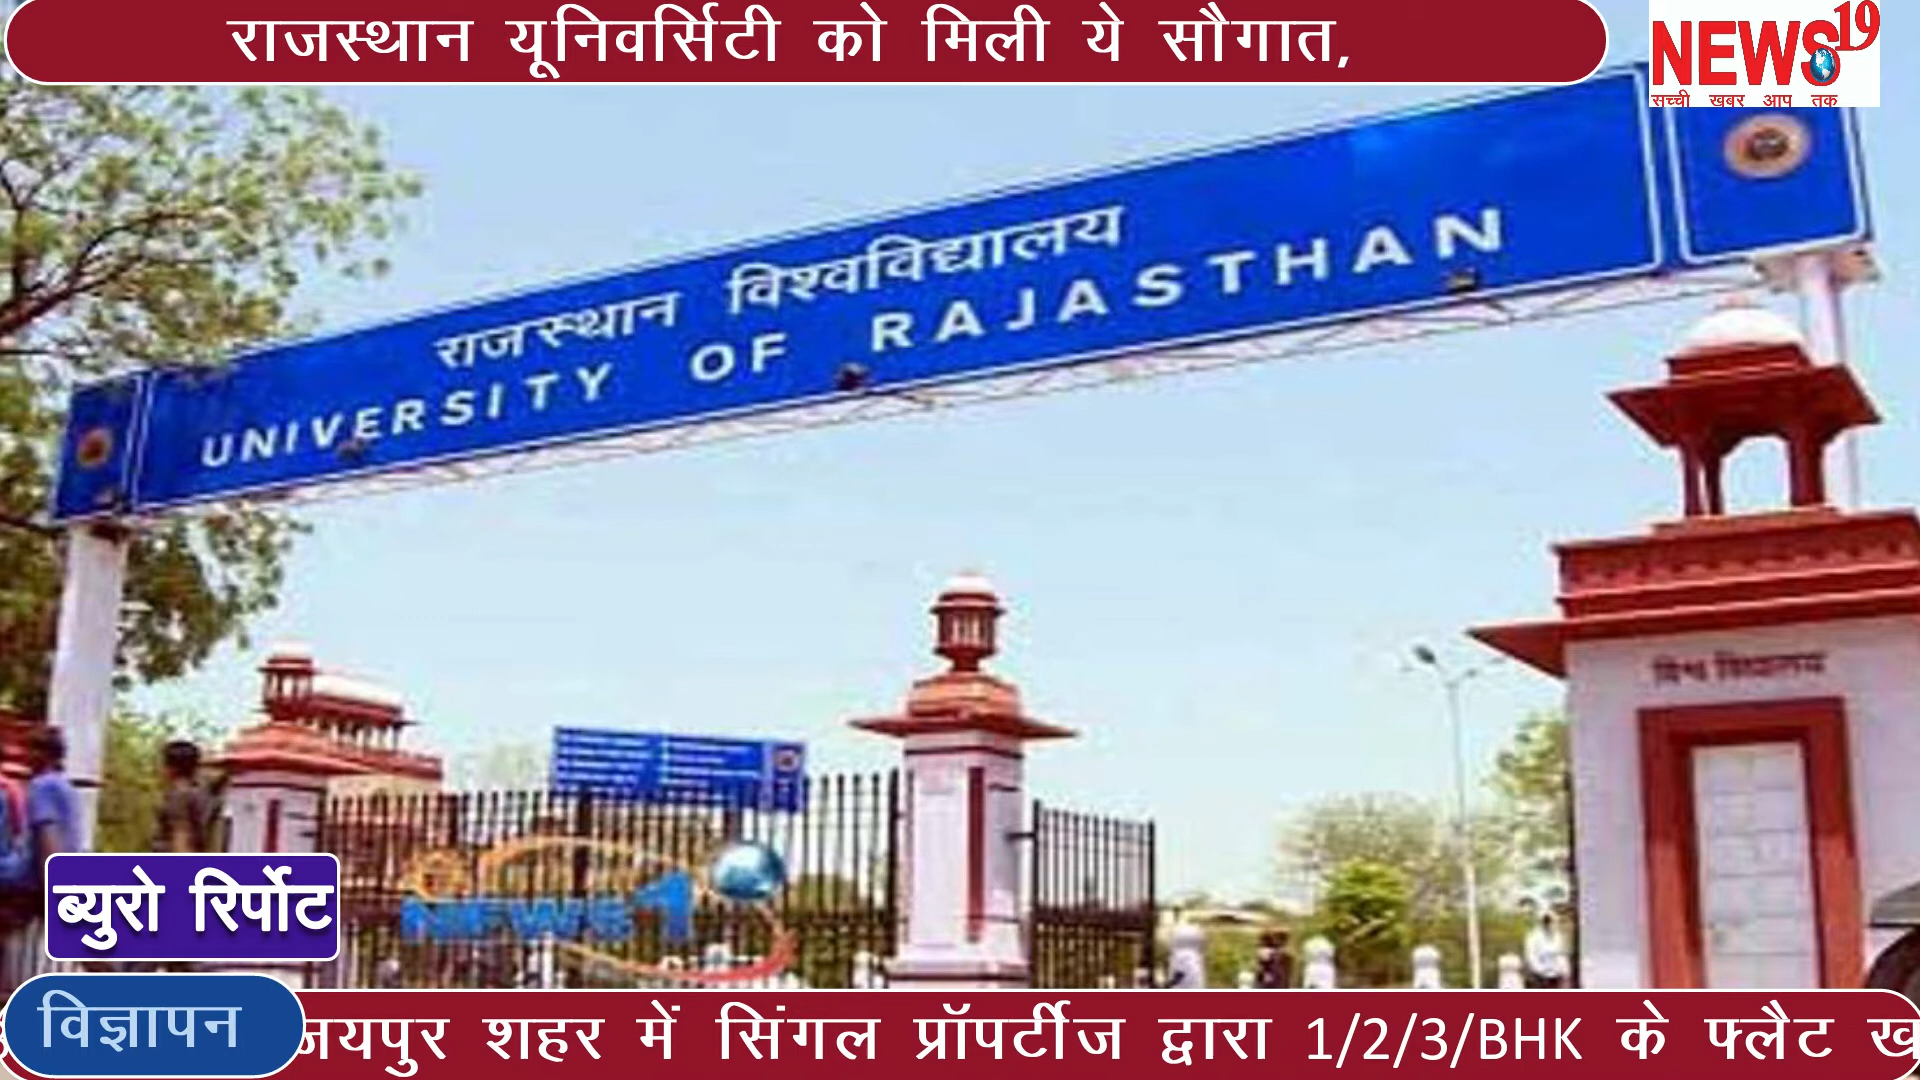 राजस्थान यूनिवर्सिटी को मिली ये सौगात,
NEWS19
सच्ची खबर आप तक
राजस्थान विश्वविद्यालय
UNIVERSITY OF RAJASTHAN
NEWS1
ब्युरो रिर्पोट
विज्ञापन
जयपुर शहर में सिंगल प्रॉपर्टीज द्वारा 1/2/3/BHK के फ्लैट ख